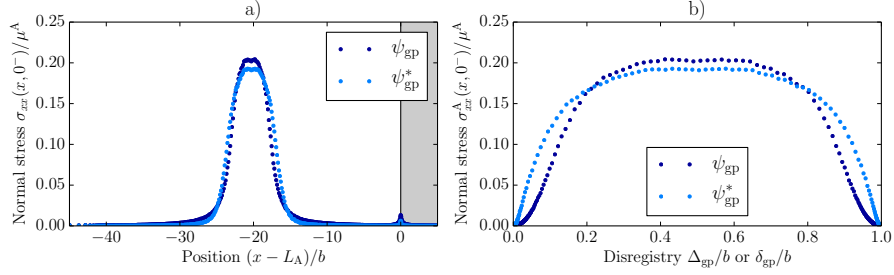 a)
Normal stress σ_xx(x, 0⁻)/μ^A
0.25
0.20
0.15
0.10
0.05
0.00
ψ_gp
ψ*_gp
−40 −30 −20 −10 0
Position (x − L_A)/b
b)
Normal stress σ^A_xx(x, 0⁻)/μ^A
0.25
0.20
0.15
0.10
0.05
0.00
ψ_gp
ψ*_gp
0.0 0.2 0.4 0.6 0.8 1.0
Disregistry Δ_gp/b or δ_gp/b